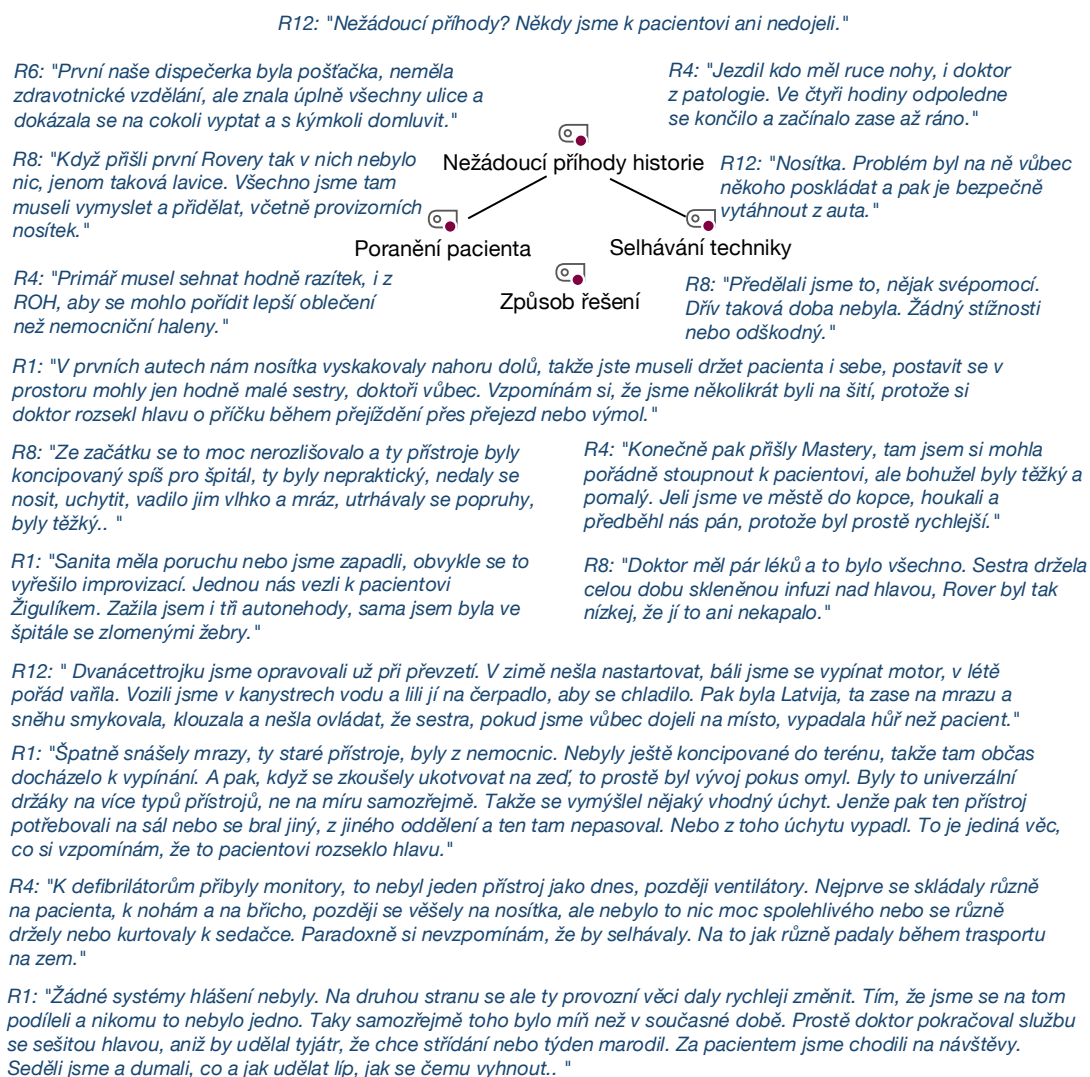 R12: "Nežádoucí příhody? Někdy jsme k pacientovi ani nedojeli."
R6: "První naše dispečerka byla pošťačka, neměla
zdravotnické vzdělání, ale znala úplně všechny ulice a
dokázala se na cokoli vyptat a s kýmkoli domluvit."
R4: "Jezdil kdo měl ruce nohy, i doktor
z patologie. Ve čtyři hodiny odpoledne
se končilo a začínalo zase až ráno."
Nežádoucí příhody historie
R8: "Když přišli první Rovery tak v nich nebylo
nic, jenom taková lavice. Všechno jsme tam
museli vymyslet a přidělat, včetně provizorních
nosítek."
R12: "Nosítka. Problém byl na ně vůbec
někoho poskládat a pak je bezpečně
vytáhnout z auta."
Poranění pacienta
Selhávání techniky
Způsob řešení
R4: "Primář musel sehnat hodně razítek, i z
ROH, aby se mohlo pořídit lepší oblečení
než nemocniční haleny."
R8: "Předělali jsme to, nějak svépomocí.
Dřív taková doba nebyla. Žádný stížnosti
nebo odškodný."
R1: "V prvních autech nám nosítka vyskakovaly nahoru dolů, takže jste museli držet pacienta i sebe, postavit se v
prostoru mohly jen hodně malé sestry, doktoři vůbec. Vzpomínám si, že jsme několikrát byli na šití, protože si
doktor rozsekl hlavu o příčku během přejíždění přes přejezd nebo výmol."
R8: "Ze začátku se to moc nerozlišovalo a ty přístroje byly
koncipovaný spíš pro špitál, ty byly nepraktický, nedaly se
nosit, uchytit, vadilo jim vlhko a mráz, utrhávaly se popruhy,
byly těžký.. "
R4: "Konečně pak přišly Mastery, tam jsem si mohla
pořádně stoupnout k pacientovi, ale bohužel byly těžký a
pomalý. Jeli jsme ve městě do kopce, houkali a
předběhl nás pán, protože byl prostě rychlejší."
R1: "Sanita měla poruchu nebo jsme zapadli, obvykle se to
vyřešilo improvizací. Jednou nás vezli k pacientovi
Žigulíkem. Zažila jsem i tři autonehody, sama jsem byla ve
špitále se zlomenými žebry."
R8: "Doktor měl pár léků a to bylo všechno. Sestra držela
celou dobu skleněnou infuzi nad hlavou, Rover byl tak
nízkej, že jí to ani nekapalo."
R12: " Dvanácettrojku jsme opravovali už při převzetí. V zimě nešla nastartovat, báli jsme se vypínat motor, v létě
pořád vařila. Vozili jsme v kanystrech vodu a lili jí na čerpadlo, aby se chladilo. Pak byla Latvija, ta zase na mrazu a
sněhu smykovala, klouzala a nešla ovládat, že sestra, pokud jsme vůbec dojeli na místo, vypadala hůř než pacient."
R1: "Špatně snášely mrazy, ty staré přístroje, byly z nemocnic. Nebyly ještě koncipované do terénu, takže tam občas
docházelo k vypínání. A pak, když se zkoušely ukotvovat na zeď, to prostě byl vývoj pokus omyl. Byly to univerzální
držáky na více typů přístrojů, ne na míru samozřejmě. Takže se vymýšlel nějaký vhodný úchyt. Jenže pak ten přístroj
potřebovali na sál nebo se bral jiný, z jiného oddělení a ten tam nepasoval. Nebo z toho úchytu vypadl. To je jediná věc,
co si vzpomínám, že to pacientovi rozseklo hlavu."
R4: "K defibrilátorům přibyly monitory, to nebyl jeden přístroj jako dnes, později ventilátory. Nejprve se skládaly různě
na pacienta, k nohám a na břicho, později se věšely na nosítka, ale nebylo to nic moc spolehlivého nebo se různě
držely nebo kurtovaly k sedačce. Paradoxně si nevzpomínám, že by selhávaly. Na to jak různě padaly během trasportu
na zem."
R1: "Žádné systémy hlášení nebyly. Na druhou stranu se ale ty provozní věci daly rychleji změnit. Tím, že jsme se na tom
podíleli a nikomu to nebylo jedno. Taky samozřejmě toho bylo míň než v současné době. Prostě doktor pokračoval službu
se sešitou hlavou, aniž by udělal tyjátr, že chce střídání nebo týden marodil. Za pacientem jsme chodili na návštěvy.
Seděli jsme a dumali, co a jak udělat líp, jak se čemu vyhnout.. "